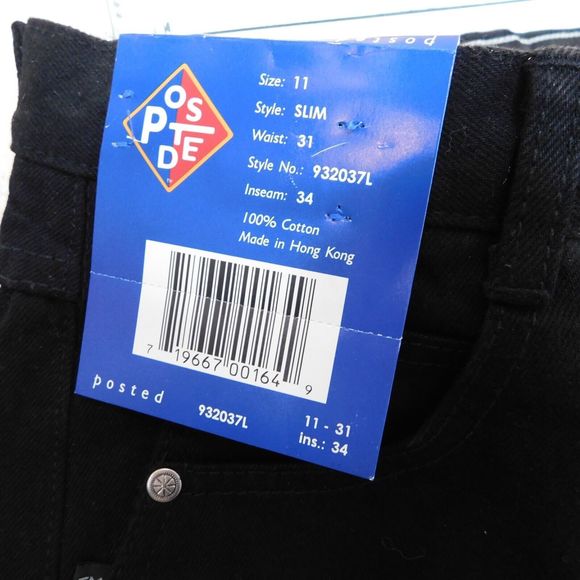 posted
POSTED
Size: 11
Style: SLIM
Waist: 31
Style No.: 932037L
Inseam: 34
100% Cotton
Made in Hong Kong
7 19667 00164 9
posted
932037L
11 - 31
ins.: 34